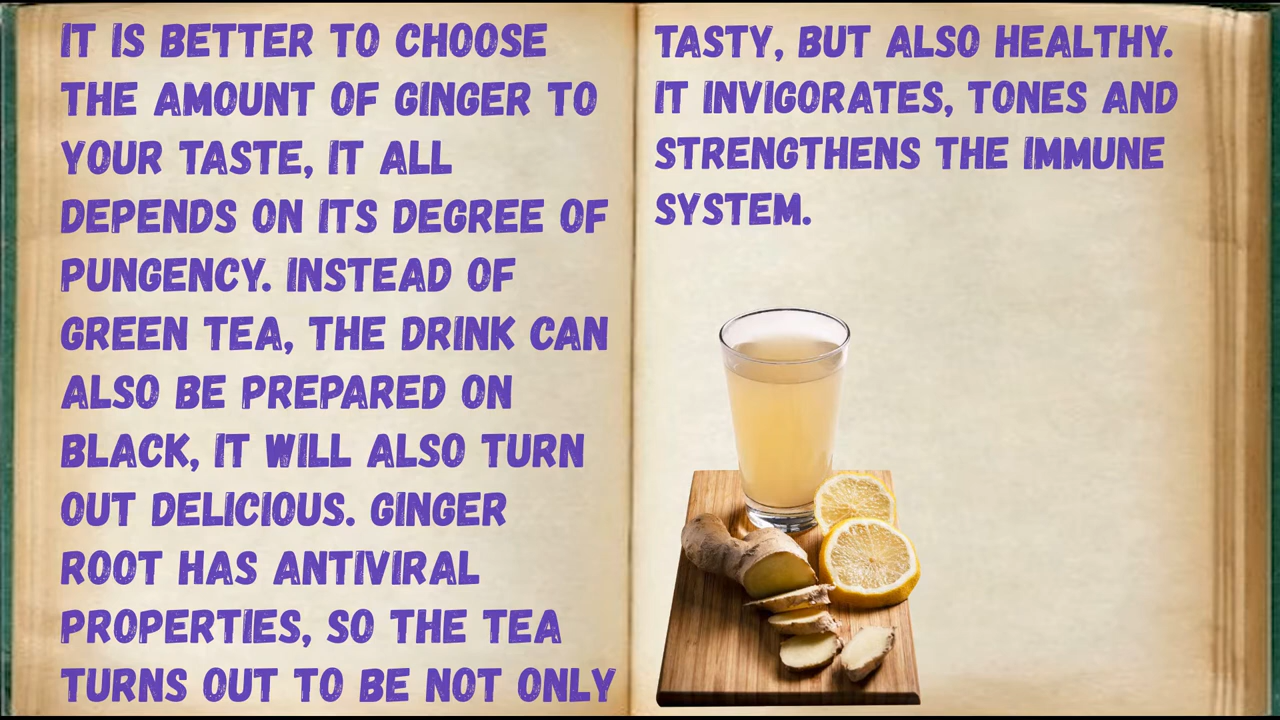 IT IS BETTER TO CHOOSE
THE AMOUNT OF GINGER TO
YOUR TASTE, IT ALL
DEPENDS ON ITS DEGREE OF
PUNGENCY. INSTEAD OF
GREEN TEA, THE DRINK CAN
ALSO BE PREPARED ON
BLACK, IT WILL ALSO TURN
OUT DELICIOUS. GINGER
ROOT HAS ANTIVIRAL
PROPERTIES, SO THE TEA
TURNS OUT TO BE NOT ONLY
TASTY, BUT ALSO HEALTHY.
IT INVIGORATES, TONES AND
STRENGTHENS THE IMMUNE
SYSTEM.